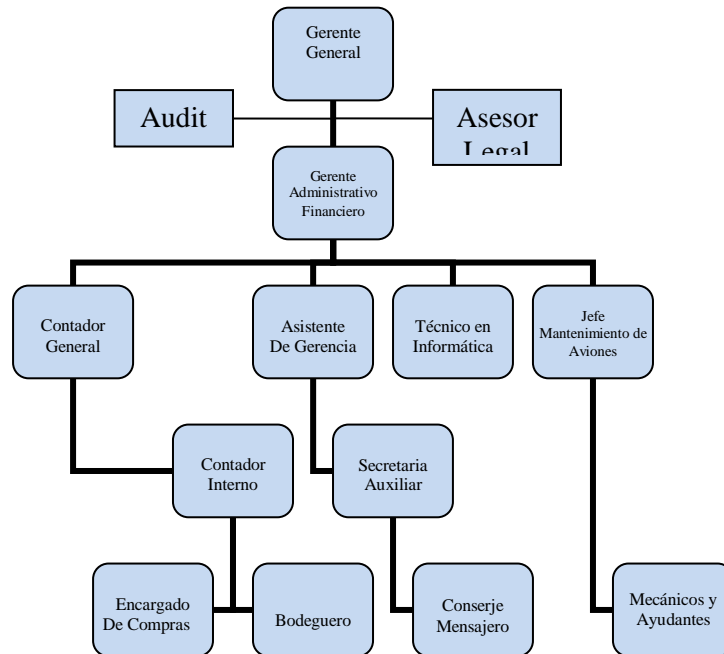 Gerente
General
Audit
Asesor
Legal
Gerente
Administrativo
Financiero
Contador
General
Asistente
De Gerencia
Técnico en
Informática
Jefe
Mantenimiento de
Aviones
Contador
Interno
Secretaria
Auxiliar
Encargado
De Compras
Bodeguero
Conserje
Mensajero
Mecánicos y
Ayudantes